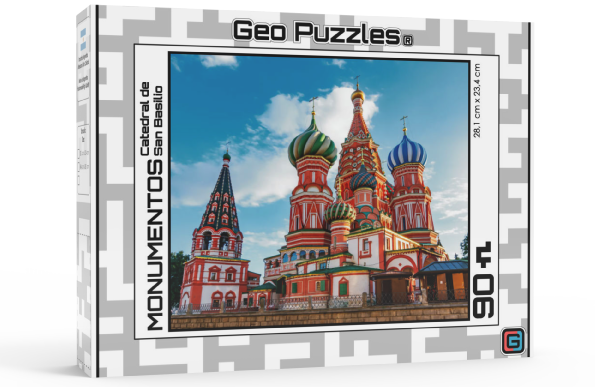 Geo Puzzles®
MONUMENTOS
Catedral de
San Basilio
28,1 cm x 23,4 cm
90